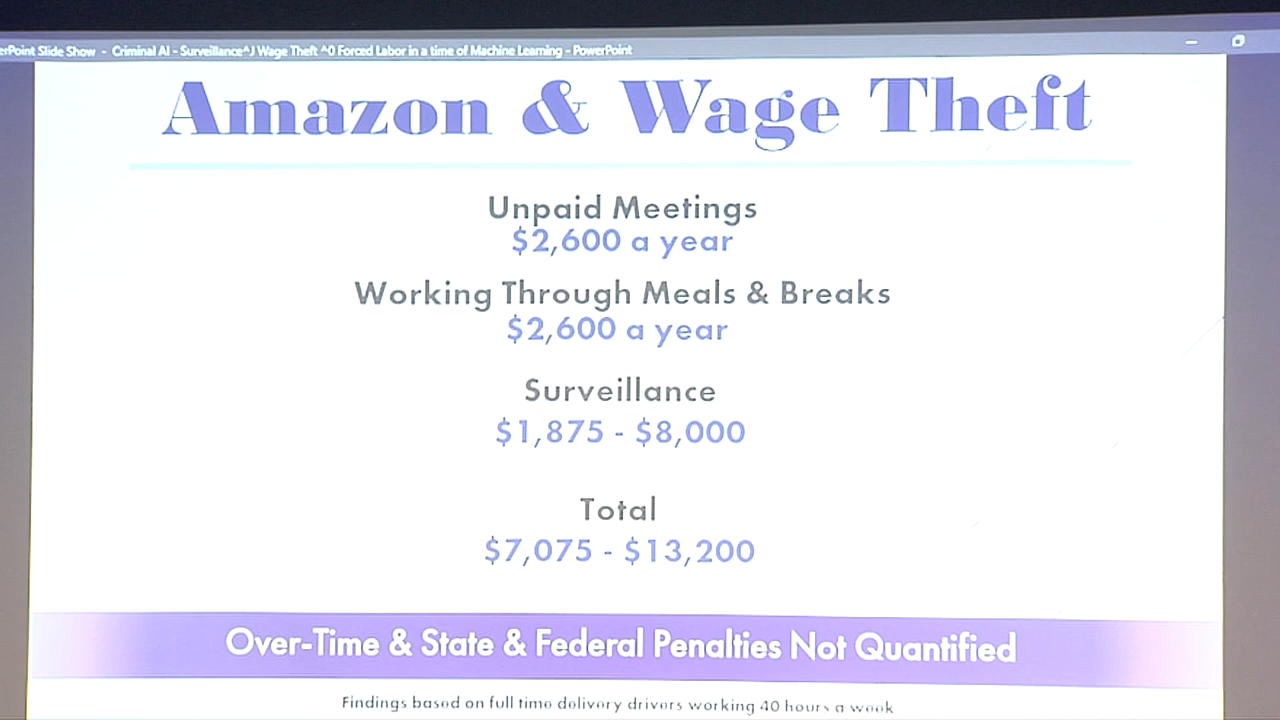 erPoint Slide Show - Criminal AI - Surveillance^J Wage Theft ^0 Forced Labor in a time of Machine Learning - PowerPoint
Amazon & Wage Theft
Unpaid Meetings
$2,600 a year
Working Through Meals & Breaks
$2,600 a year
Surveillance
$1,875 - $8,000
Total
$7,075 - $13,200
Over-Time & State & Federal Penalties Not Quantified
Findings based on full time delivery drivers working 40 hours a week